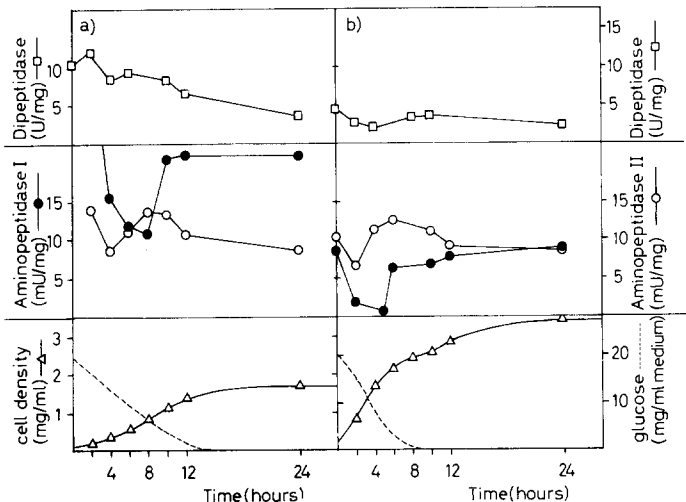 a)
b)
Dipeptidase
(U/mg)
10
5
15
10
5
Dipeptidase
(U/mg)
Aminopeptidase I
(mU/mg)
15
10
5
15
10
5
Aminopeptidase II
(mU/mg)
cell density
(mg/ml)
3
2
1
20
10
glucose
(mg/ml medium)
4
8
12
24
Time(hours)
4
8
12
24
Time(hours)